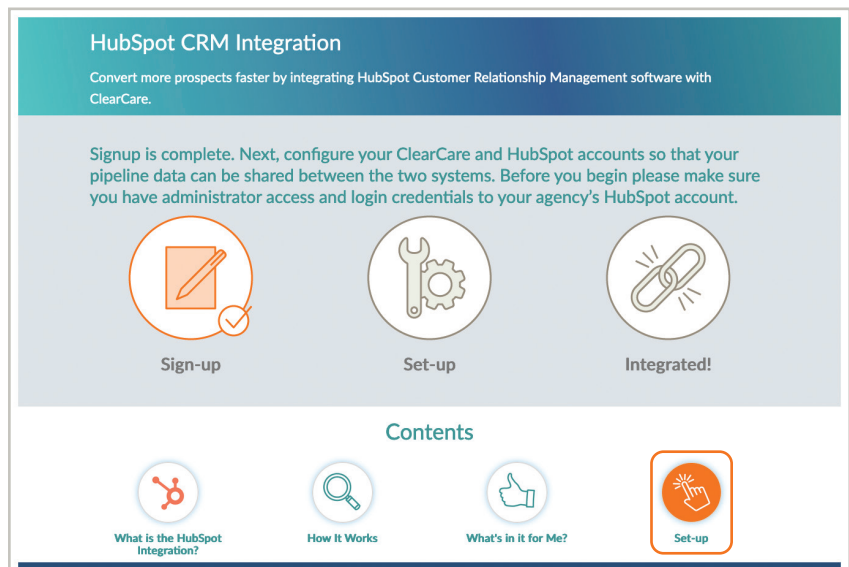 HubSpot CRM Integration
Convert more prospects faster by integrating HubSpot Customer Relationship Management software with
ClearCare.
Signup is complete. Next, configure your ClearCare and HubSpot accounts so that your
pipeline data can be shared between the two systems. Before you begin please make sure
you have administrator access and login credentials to your agency's HubSpot account.
Sign-up
Set-up
Integrated!
Contents
What is the HubSpot
Integration?
How It Works
What's in it for Me?
Set-up